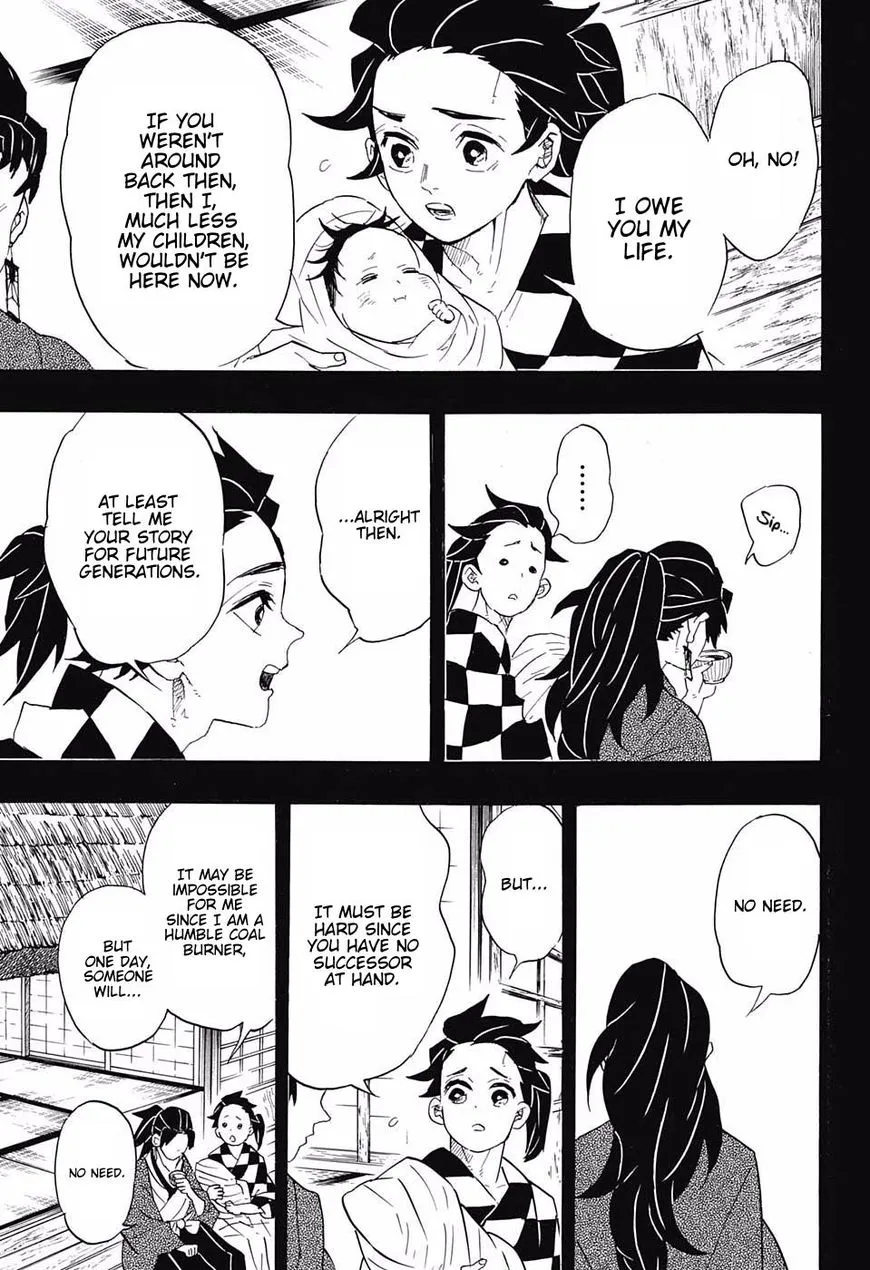 OH, NO!
I OWE
YOU MY
LIFE.
IF YOU
WEREN'T
AROUND
BACK THEN,
THEN I,
MUCH LESS
MY CHILDREN,
WOULDN'T BE
HERE NOW.
Sip...
......
...ALRIGHT
THEN.
AT LEAST
TELL ME
YOUR STORY
FOR FUTURE
GENERATIONS.
NO NEED.
BUT...
IT MUST BE
HARD SINCE
YOU HAVE NO
SUCCESSOR
AT HAND.
IT MAY BE
IMPOSSIBLE
FOR ME
SINCE I AM A
HUMBLE COAL
BURNER,
BUT
ONE DAY,
SOMEONE
WILL...
NO NEED.